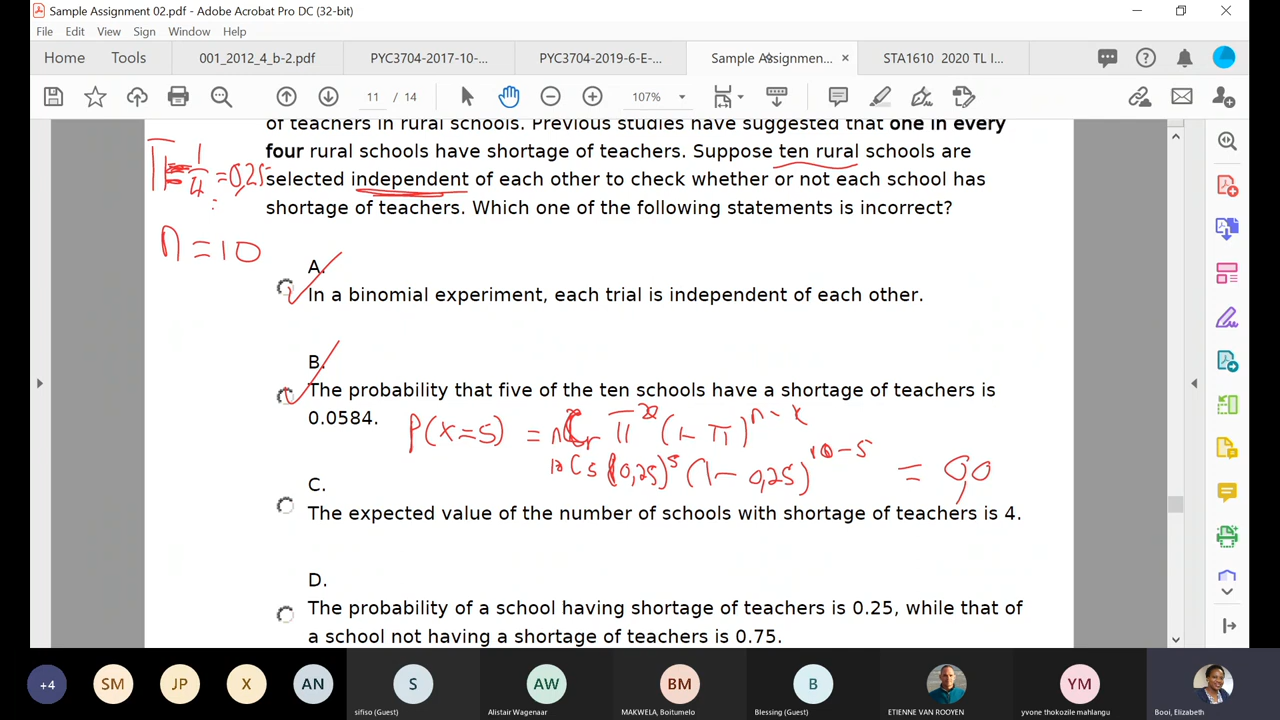 Sample Assignment 02.pdf - Adobe Acrobat Pro DC (32-bit)
File Edit View Sign Window Help
Home Tools 001_2012_4_b-2.pdf PYC3704-2017-10-... PYC3704-2019-6-E-... Sample Assignmen... × STA1610 2020 TL I...
11 / 14 107%
of teachers in rural schools. Previous studies have suggested that one in every
four rural schools have shortage of teachers. Suppose ten rural schools are
π = 1/4 = 0,25
selected independent of each other to check whether or not each school has
shortage of teachers. Which one of the following statements is incorrect?
n = 10
A.
In a binomial experiment, each trial is independent of each other.
B.
The probability that five of the ten schools have a shortage of teachers is
0.0584.
P(X=5) = nCx π^x (1-π)^n-x
10C5 (0,25)^5 (1-0,25)^10-5 = 0,0
C.
The expected value of the number of schools with shortage of teachers is 4.
D.
The probability of a school having shortage of teachers is 0.25, while that of
a school not having a shortage of teachers is 0.75.
+4 SM JP X AN S AW BM B YM
sifiso (Guest) Alistair Wagenaar MAKWELA, Boitumelo Blessing (Guest) ETIENNE VAN ROOYEN yvone thokozile mahlangu Booi, Elizabeth